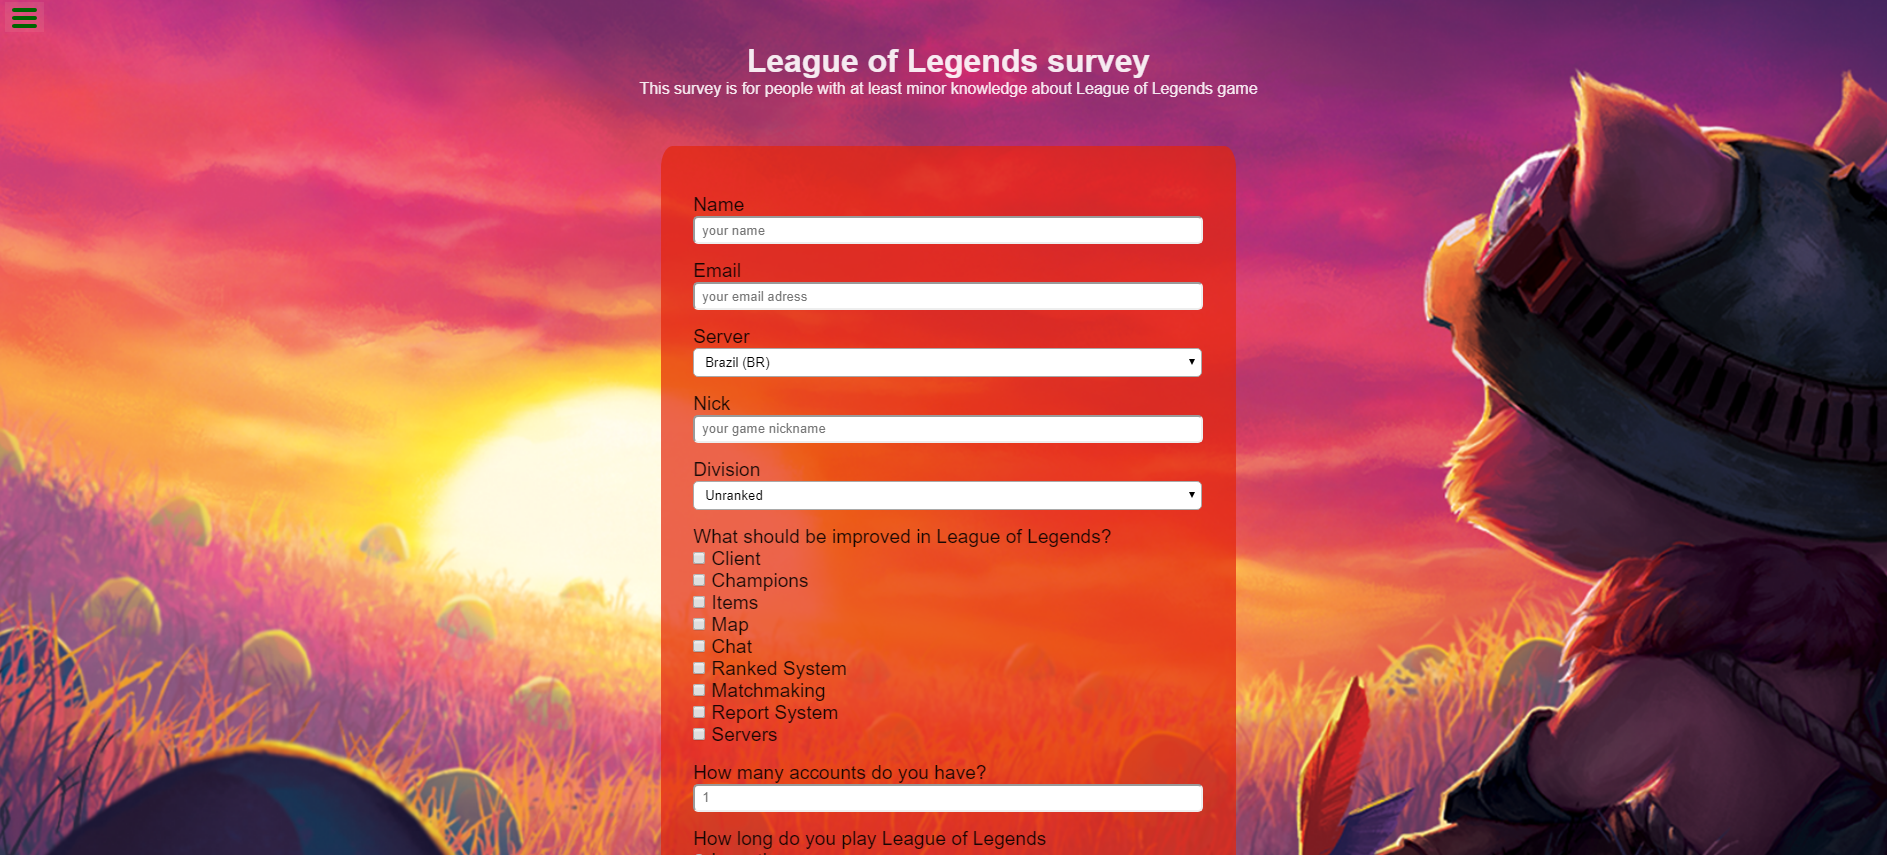 League of Legends survey
This survey is for people with at least minor knowledge about League of Legends game
Name
your name
Email
your email adress
Server
Brazil (BR)
Nick
your game nickname
Division
Unranked
What should be improved in League of Legends?
Client
Champions
Items
Map
Chat
Ranked System
Matchmaking
Report System
Servers
How many accounts do you have?
1
How long do you play League of Legends